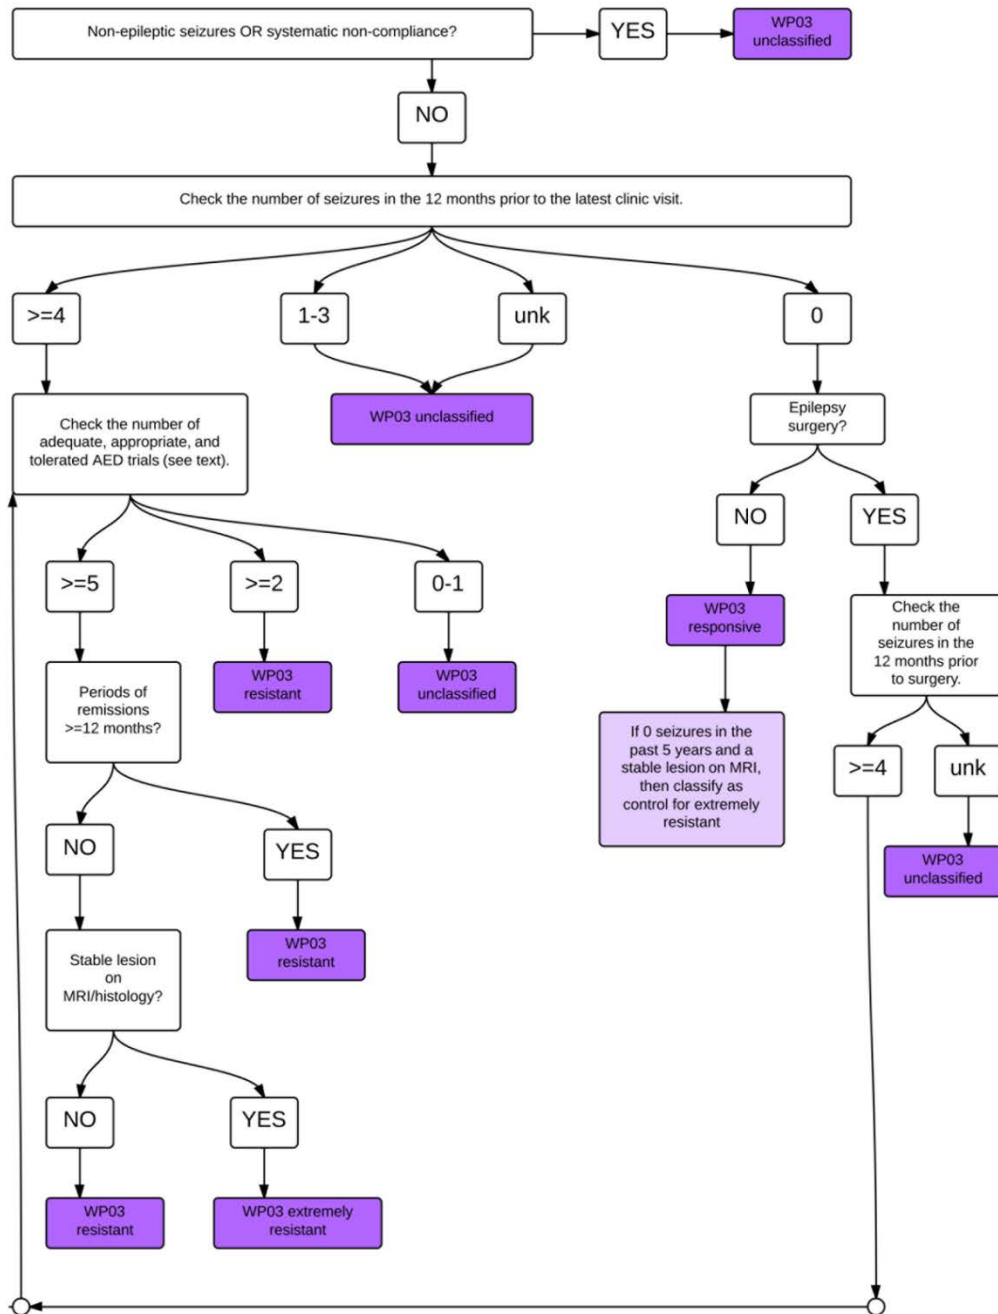 Non-epileptic seizures OR systematic non-compliance?
YES
WP03
unclassified
NO
Check the number of seizures in the 12 months prior to the latest clinic visit.
>=4
1-3
unk
0
Check the number of
adequate, appropriate, and
tolerated AED trials (see text).
WP03 unclassified
Epilepsy
surgery?
NO
YES
>=5
>=2
0-1
WP03
responsive
Check the
number of
seizures in the
12 months prior
to surgery.
Periods of
remissions
>=12 months?
WP03
resistant
WP03
unclassified
If 0 seizures in the
past 5 years and a
stable lesion on MRI,
then classify as
control for extremely
resistant
>=4
unk
NO
YES
WP03
unclassified
Stable lesion
on
MRI/histology?
WP03
resistant
NO
YES
WP03
resistant
WP03 extremely
resistant